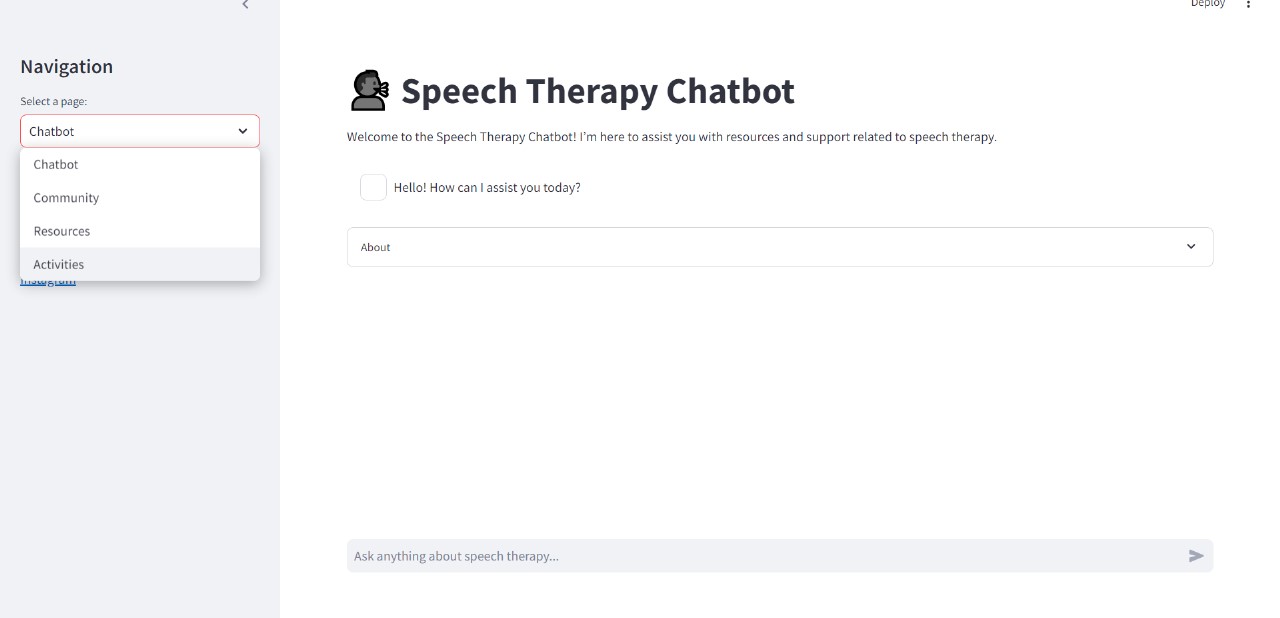 Deploy
Navigation
Select a page:
Chatbot
Chatbot
Community
Resources
Activities
Instagram
Speech Therapy Chatbot
Welcome to the Speech Therapy Chatbot! I'm here to assist you with resources and support related to speech therapy.
Hello! How can I assist you today?
About
Ask anything about speech therapy...